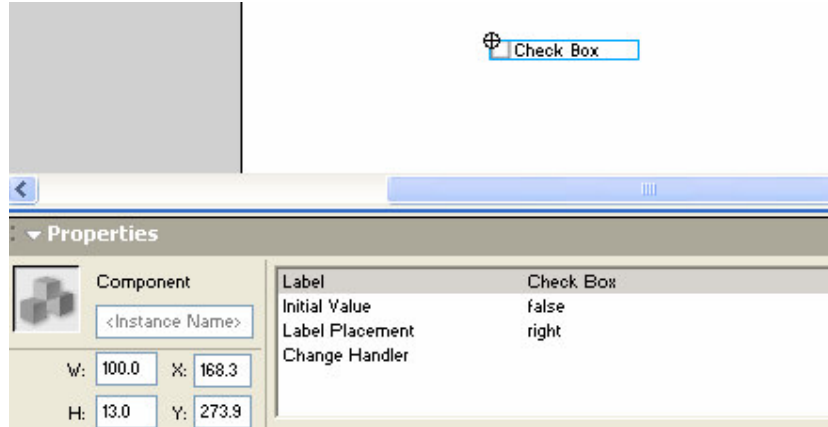 Check Box
Properties
Component
<Instance Name>
W: 100.0 X: 168.3
H: 13.0 Y: 273.9
Label Check Box
Initial Value false
Label Placement right
Change Handler